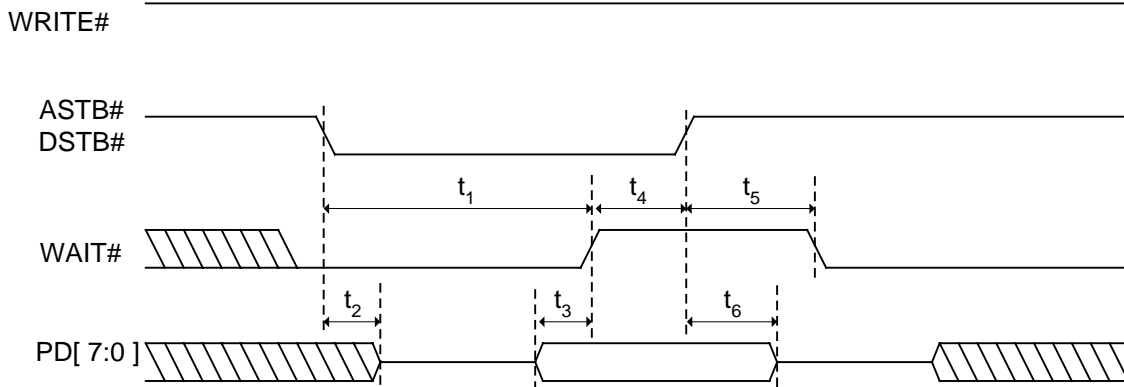 WRITE#
ASTB#
DSTB#
t1 t4 t5
WAIT#
t2 t3 t6
PD[ 7:0 ]